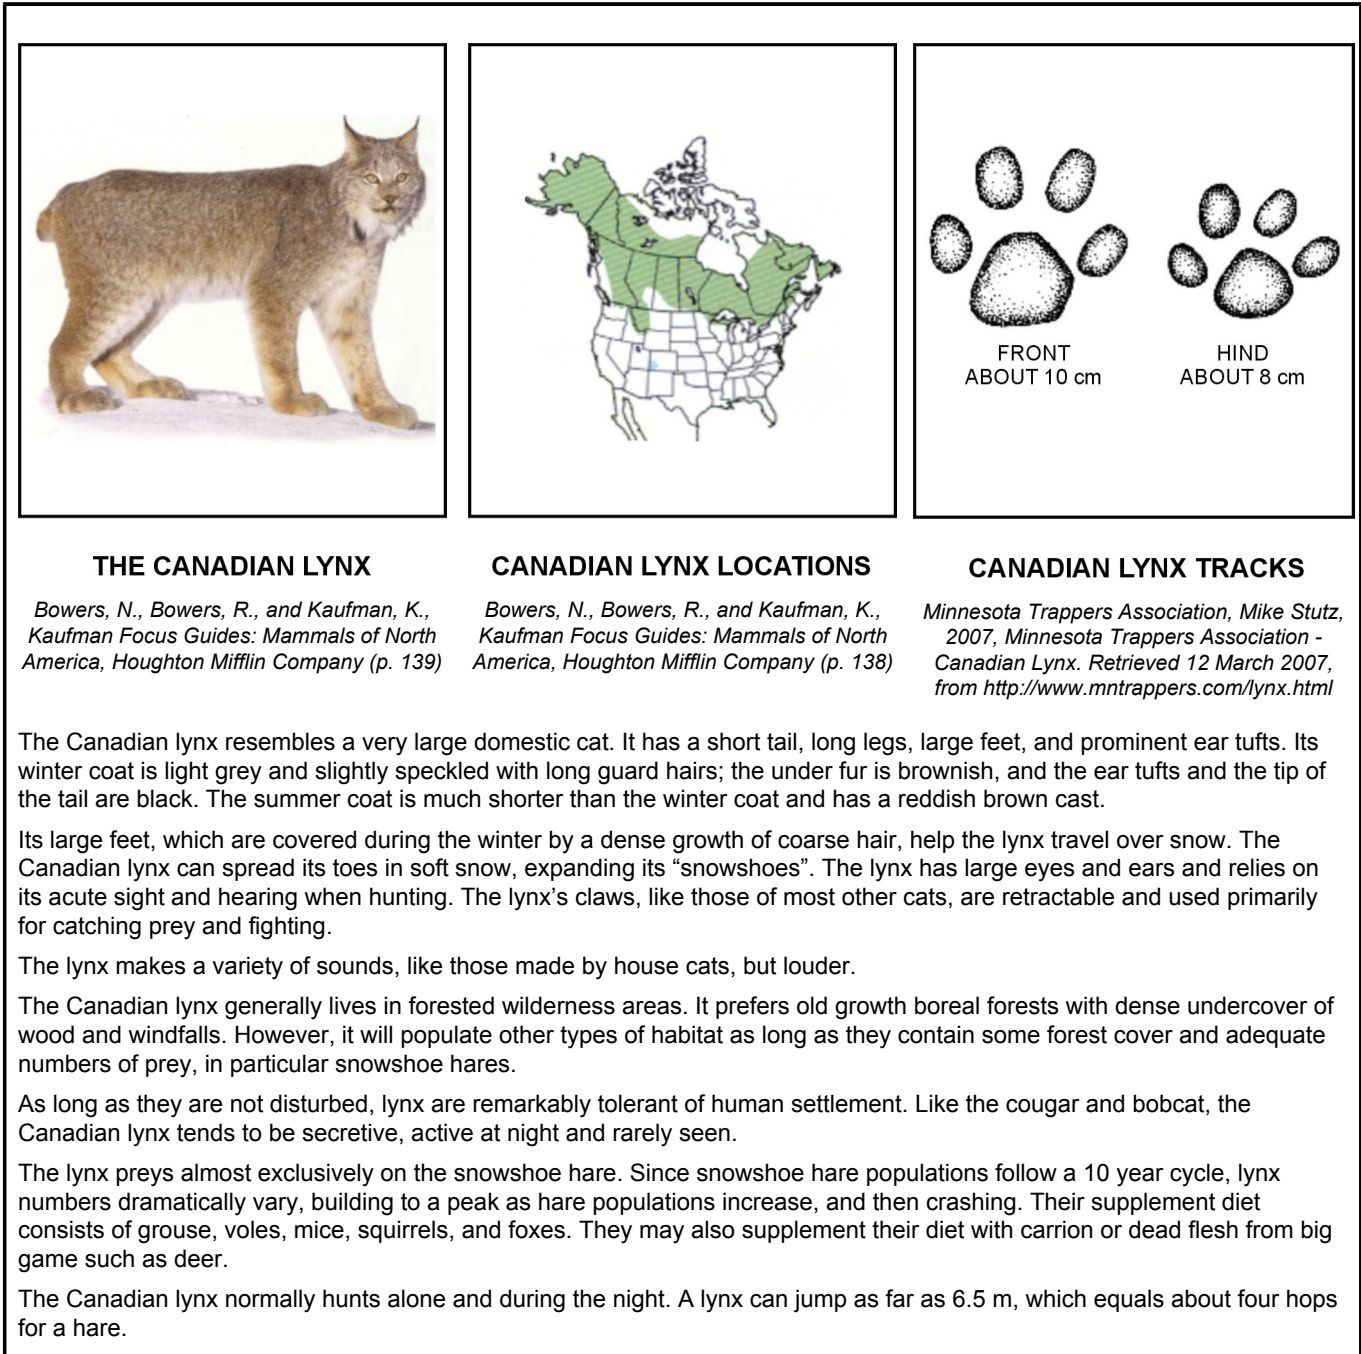 FRONT
ABOUT 10 cm
HIND
ABOUT 8 cm
THE CANADIAN LYNX
Bowers, N., Bowers, R., and Kaufman, K.,
Kaufman Focus Guides: Mammals of North
America, Houghton Mifflin Company (p. 139)
CANADIAN LYNX LOCATIONS
Bowers, N., Bowers, R., and Kaufman, K.,
Kaufman Focus Guides: Mammals of North
America, Houghton Mifflin Company (p. 138)
CANADIAN LYNX TRACKS
Minnesota Trappers Association, Mike Stutz,
2007, Minnesota Trappers Association -
Canadian Lynx. Retrieved 12 March 2007,
from http://www.mntrappers.com/lynx.html
The Canadian lynx resembles a very large domestic cat. It has a short tail, long legs, large feet, and prominent ear tufts. Its
winter coat is light grey and slightly speckled with long guard hairs; the under fur is brownish, and the ear tufts and the tip of
the tail are black. The summer coat is much shorter than the winter coat and has a reddish brown cast.
Its large feet, which are covered during the winter by a dense growth of coarse hair, help the lynx travel over snow. The
Canadian lynx can spread its toes in soft snow, expanding its “snowshoes”. The lynx has large eyes and ears and relies on
its acute sight and hearing when hunting. The lynx’s claws, like those of most other cats, are retractable and used primarily
for catching prey and fighting.
The lynx makes a variety of sounds, like those made by house cats, but louder.
The Canadian lynx generally lives in forested wilderness areas. It prefers old growth boreal forests with dense undercover of
wood and windfalls. However, it will populate other types of habitat as long as they contain some forest cover and adequate
numbers of prey, in particular snowshoe hares.
As long as they are not disturbed, lynx are remarkably tolerant of human settlement. Like the cougar and bobcat, the
Canadian lynx tends to be secretive, active at night and rarely seen.
The lynx preys almost exclusively on the snowshoe hare. Since snowshoe hare populations follow a 10 year cycle, lynx
numbers dramatically vary, building to a peak as hare populations increase, and then crashing. Their supplement diet
consists of grouse, voles, mice, squirrels, and foxes. They may also supplement their diet with carrion or dead flesh from big
game such as deer.
The Canadian lynx normally hunts alone and during the night. A lynx can jump as far as 6.5 m, which equals about four hops
for a hare.